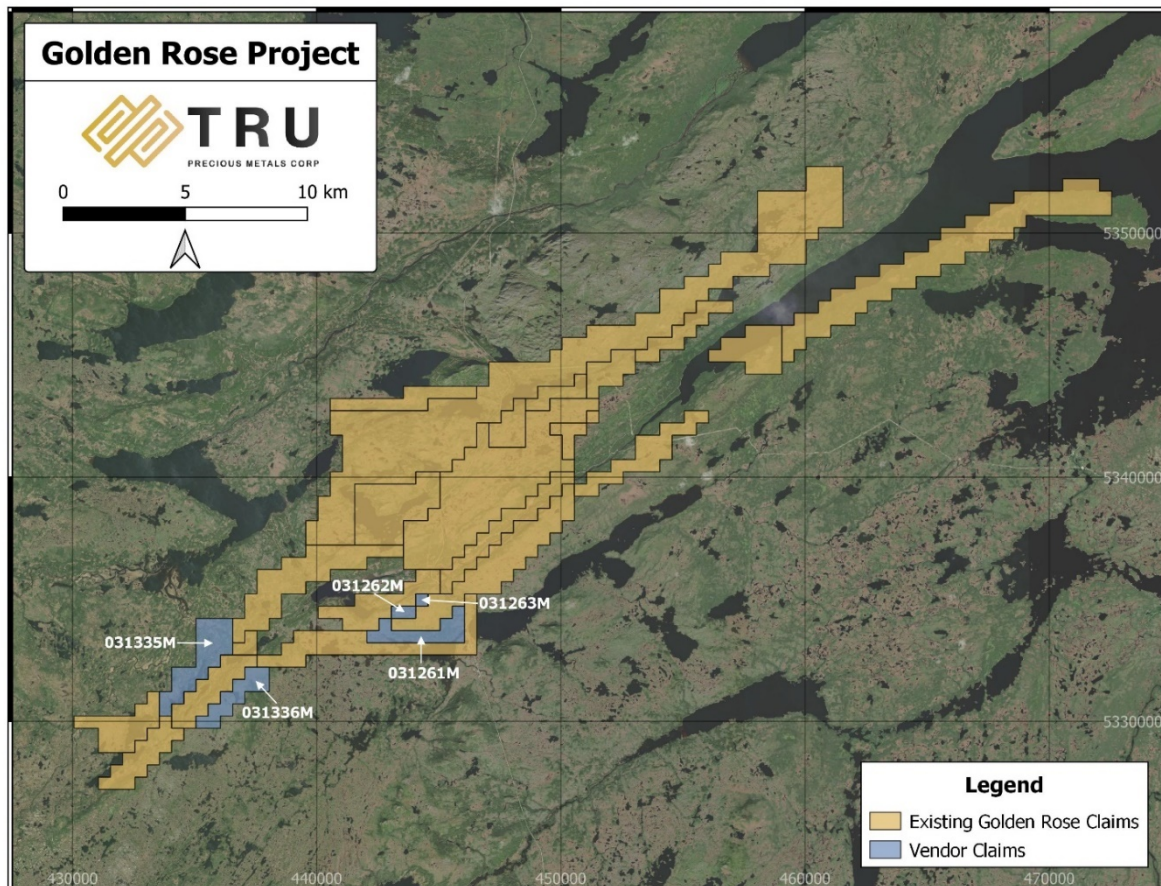 Golden Rose Project
TRU
PRECIOUS METALS CORP
0 5 10 km
5350000
5340000
031262M
031263M
031335M
031261M
031336M
5330000
Legend
Existing Golden Rose Claims
Vendor Claims
430000 440000 450000 460000 470000